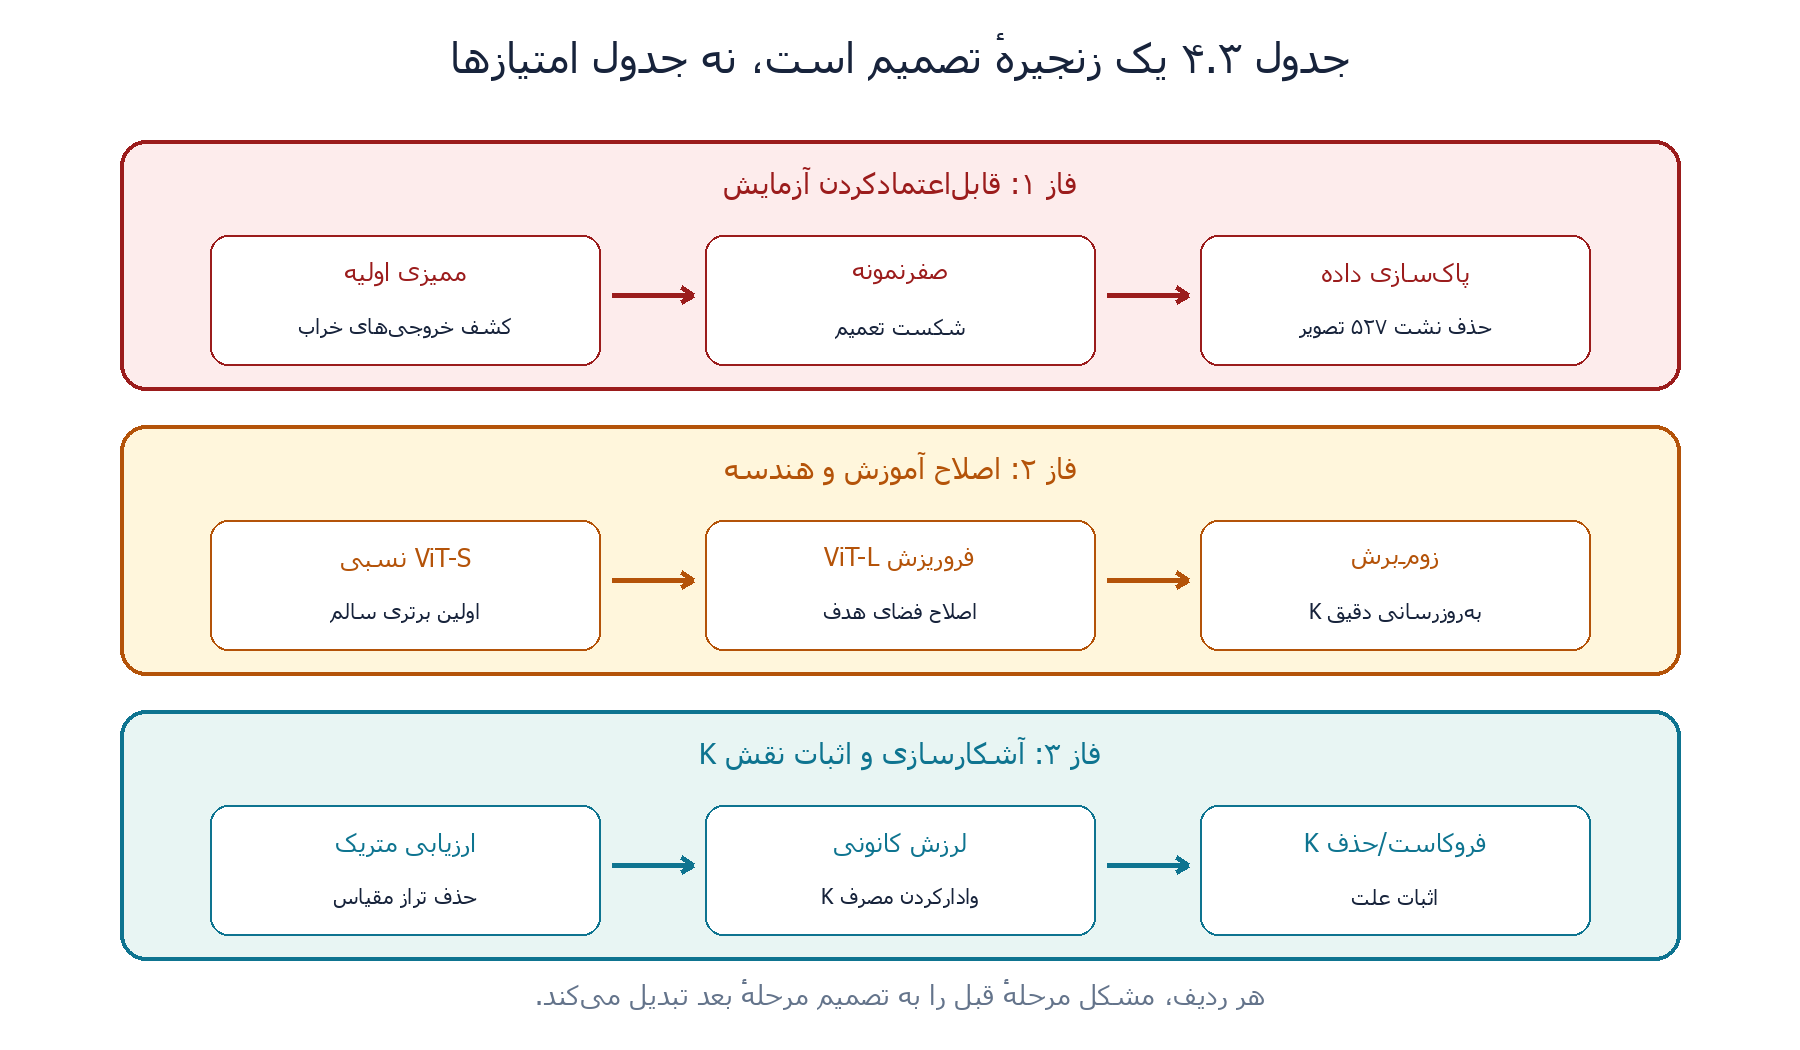 جدول ۴.۳ یک زنجیرهٔ تصمیم است، نه جدول امتیازها
فاز ۱: قابل‌اعتمادکردن آزمایش
ممیزی اولیه
کشف خروجی‌های خراب
صفرنمونه
شکست تعمیم
پاک‌سازی داده
حذف نشت ۵۲۷ تصویر
فاز ۲: اصلاح آموزش و هندسه
ViT-S نسبی
اولین برتری سالم
فروریزش ViT-L
اصلاح فضای هدف
زوم‌ـبرش
به‌روزرسانی دقیق K
فاز ۳: آشکارسازی و اثبات نقش K
ارزیابی متریک
حذف تراز مقیاس
لرزش کانونی
وادارکردن مصرف K
فروکاست/حذف K
اثبات علت
هر ردیف، مشکل مرحلهٔ قبل را به تصمیم مرحلهٔ بعد تبدیل می‌کند.